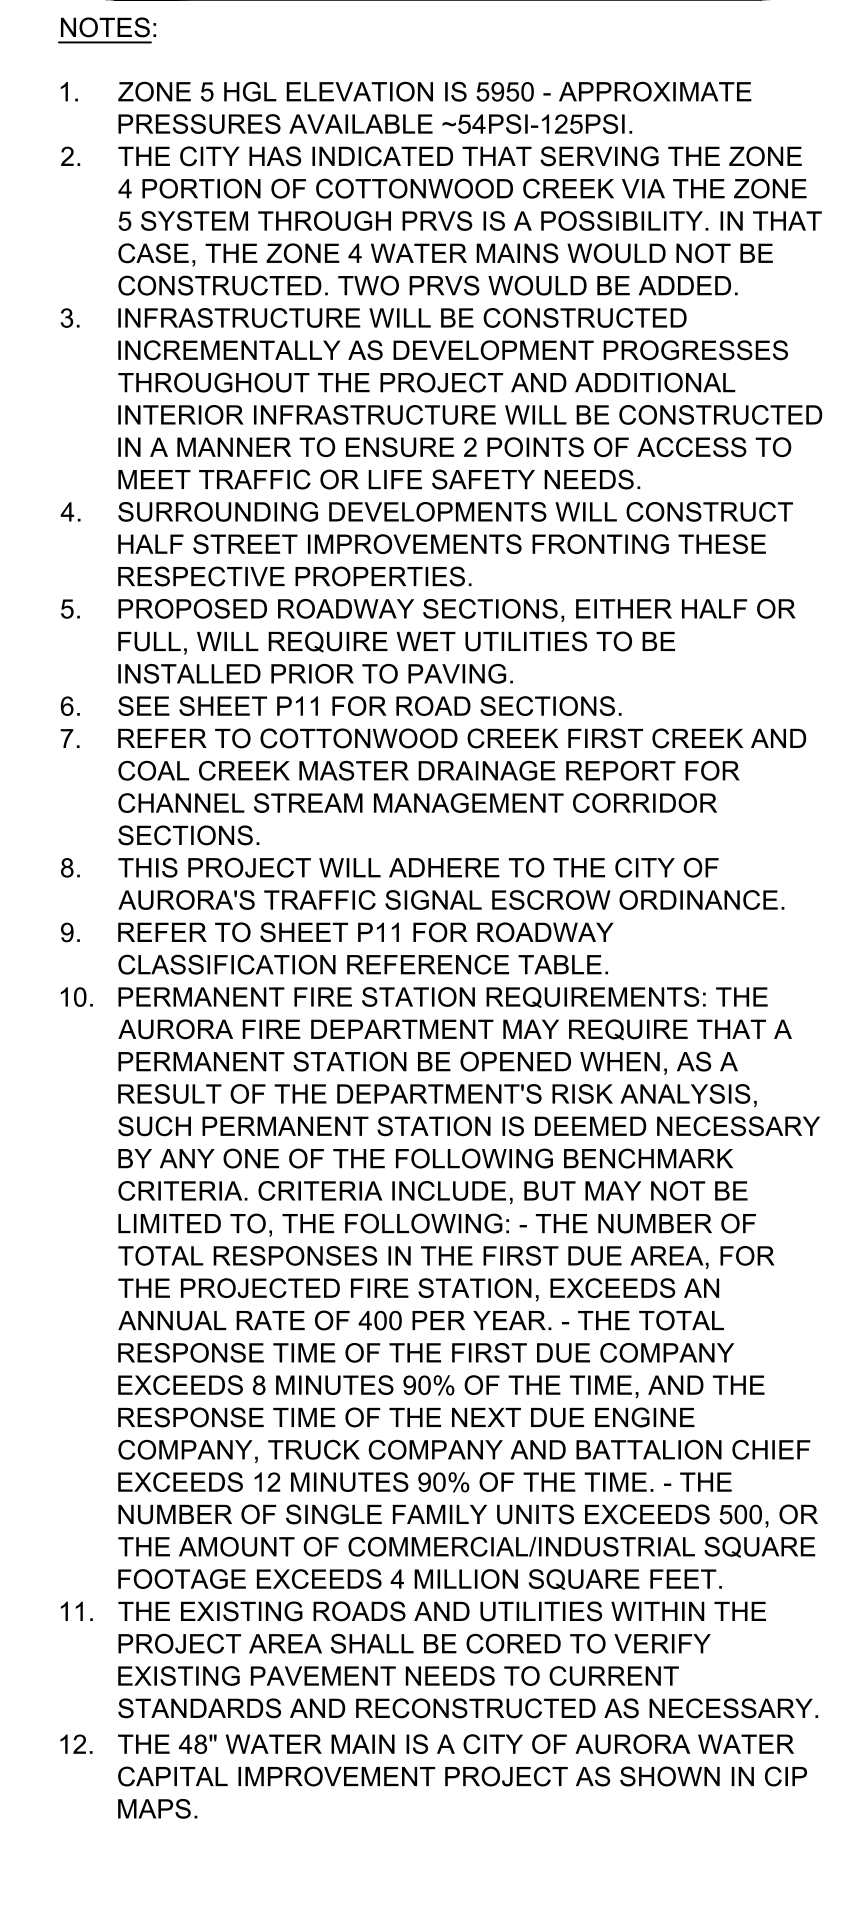 NOTES:
1. ZONE 5 HGL ELEVATION IS 5950 - APPROXIMATE
PRESSURES AVAILABLE ~54PSI-125PSI.
2. THE CITY HAS INDICATED THAT SERVING THE ZONE
4 PORTION OF COTTONWOOD CREEK VIA THE ZONE
5 SYSTEM THROUGH PRVS IS A POSSIBILITY. IN THAT
CASE, THE ZONE 4 WATER MAINS WOULD NOT BE
CONSTRUCTED. TWO PRVS WOULD BE ADDED.
3. INFRASTRUCTURE WILL BE CONSTRUCTED
INCREMENTALLY AS DEVELOPMENT PROGRESSES
THROUGHOUT THE PROJECT AND ADDITIONAL
INTERIOR INFRASTRUCTURE WILL BE CONSTRUCTED
IN A MANNER TO ENSURE 2 POINTS OF ACCESS TO
MEET TRAFFIC OR LIFE SAFETY NEEDS.
4. SURROUNDING DEVELOPMENTS WILL CONSTRUCT
HALF STREET IMPROVEMENTS FRONTING THESE
RESPECTIVE PROPERTIES.
5. PROPOSED ROADWAY SECTIONS, EITHER HALF OR
FULL, WILL REQUIRE WET UTILITIES TO BE
INSTALLED PRIOR TO PAVING.
6. SEE SHEET P11 FOR ROAD SECTIONS.
7. REFER TO COTTONWOOD CREEK FIRST CREEK AND
COAL CREEK MASTER DRAINAGE REPORT FOR
CHANNEL STREAM MANAGEMENT CORRIDOR
SECTIONS.
8. THIS PROJECT WILL ADHERE TO THE CITY OF
AURORA'S TRAFFIC SIGNAL ESCROW ORDINANCE.
9. REFER TO SHEET P11 FOR ROADWAY
CLASSIFICATION REFERENCE TABLE.
10. PERMANENT FIRE STATION REQUIREMENTS: THE
AURORA FIRE DEPARTMENT MAY REQUIRE THAT A
PERMANENT STATION BE OPENED WHEN, AS A
RESULT OF THE DEPARTMENT'S RISK ANALYSIS,
SUCH PERMANENT STATION IS DEEMED NECESSARY
BY ANY ONE OF THE FOLLOWING BENCHMARK
CRITERIA. CRITERIA INCLUDE, BUT MAY NOT BE
LIMITED TO, THE FOLLOWING: - THE NUMBER OF
TOTAL RESPONSES IN THE FIRST DUE AREA, FOR
THE PROJECTED FIRE STATION, EXCEEDS AN
ANNUAL RATE OF 400 PER YEAR. - THE TOTAL
RESPONSE TIME OF THE FIRST DUE COMPANY
EXCEEDS 8 MINUTES 90% OF THE TIME, AND THE
RESPONSE TIME OF THE NEXT DUE ENGINE
COMPANY, TRUCK COMPANY AND BATTALION CHIEF
EXCEEDS 12 MINUTES 90% OF THE TIME. - THE
NUMBER OF SINGLE FAMILY UNITS EXCEEDS 500, OR
THE AMOUNT OF COMMERCIAL/INDUSTRIAL SQUARE
FOOTAGE EXCEEDS 4 MILLION SQUARE FEET.
11. THE EXISTING ROADS AND UTILITIES WITHIN THE
PROJECT AREA SHALL BE CORED TO VERIFY
EXISTING PAVEMENT NEEDS TO CURRENT
STANDARDS AND RECONSTRUCTED AS NECESSARY.
12. THE 48" WATER MAIN IS A CITY OF AURORA WATER
CAPITAL IMPROVEMENT PROJECT AS SHOWN IN CIP
MAPS.